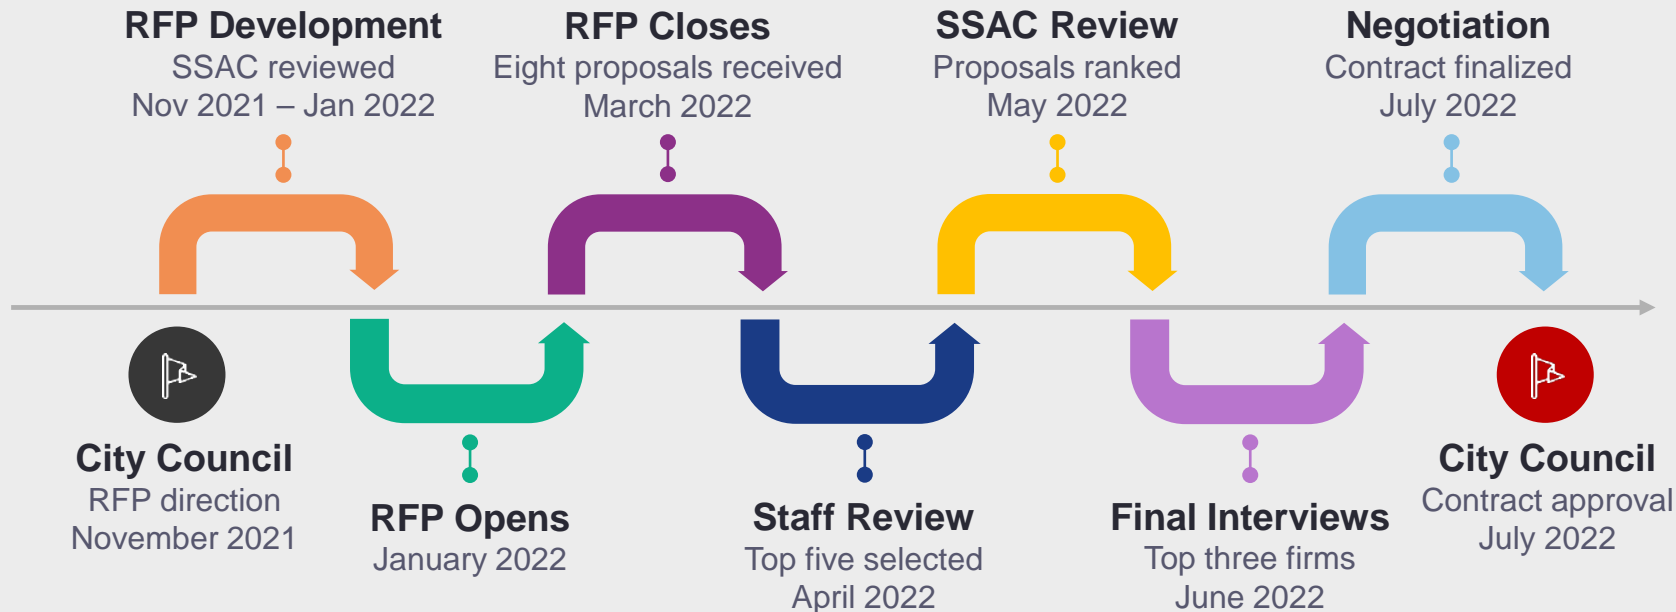 RFP Development
SSAC reviewed
Nov 2021 – Jan 2022
RFP Closes
Eight proposals received
March 2022
SSAC Review
Proposals ranked
May 2022
Negotiation
Contract finalized
July 2022
City Council
RFP direction
November 2021
RFP Opens
January 2022
Staff Review
Top five selected
April 2022
Final Interviews
Top three firms
June 2022
City Council
Contract approval
July 2022